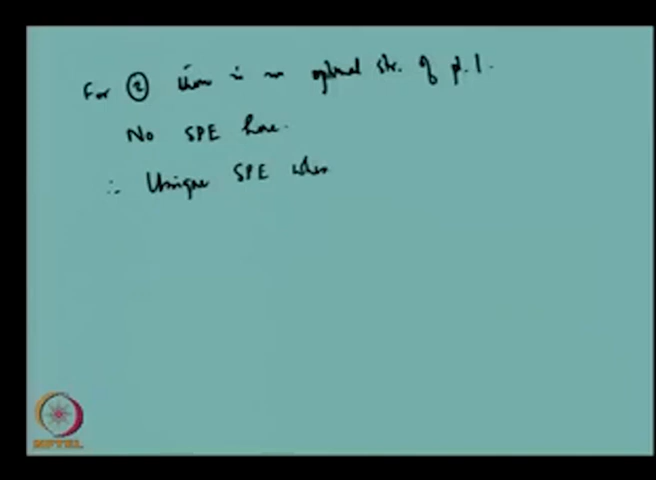 For ② there is no optimal str. of pl. 1.
No SPE here.
∴ Unique SPE when
NPTEL